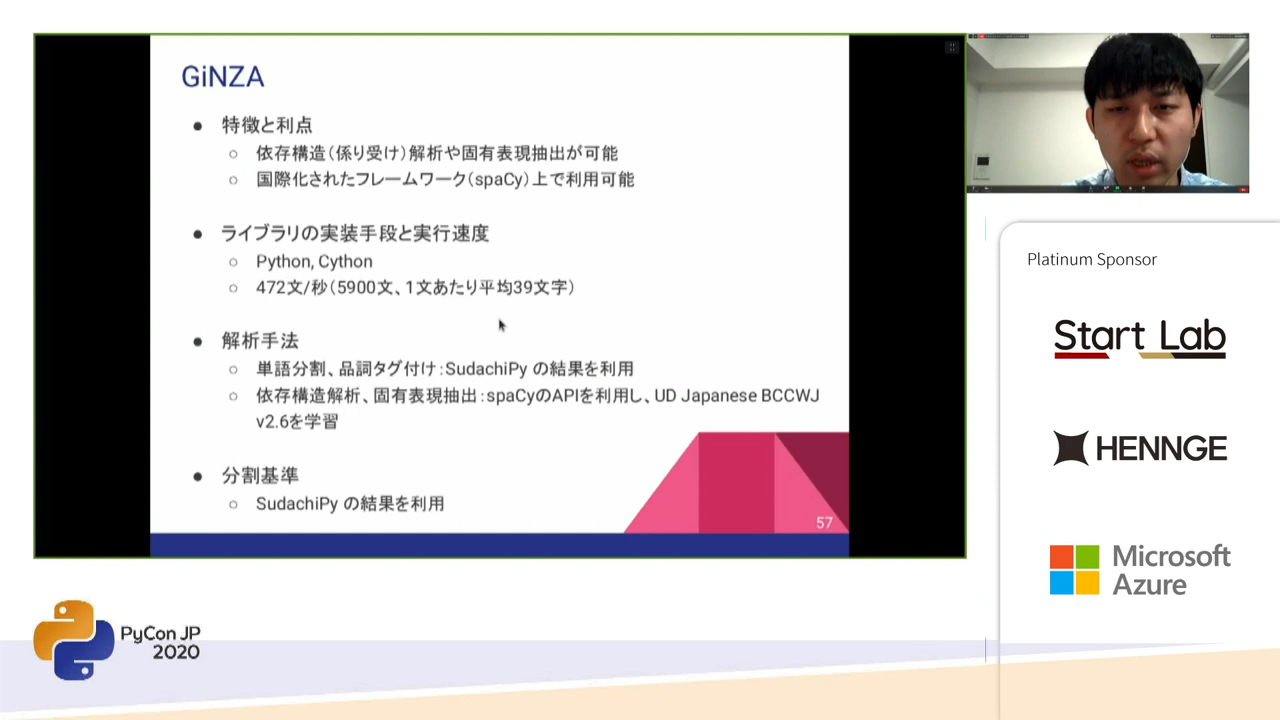 GiNZA
● 特徴と利点
○ 依存構造（係り受け）解析や固有表現抽出が可能
○ 国際化されたフレームワーク（spaCy）上で利用可能
● ライブラリの実装手段と実行速度
○ Python, Cython
○ 472文/秒（5900文、1文あたり平均39文字）
● 解析手法
○ 単語分割、品詞タグ付け：SudachiPy の結果を利用
○ 依存構造解析、固有表現抽出：spaCyのAPIを利用し、UD Japanese BCCWJ
v2.6を学習
● 分割基準
○ SudachiPy の結果を利用
57
Platinum Sponsor
Start Lab
HENNGE
Microsoft
Azure
PyCon JP
2020